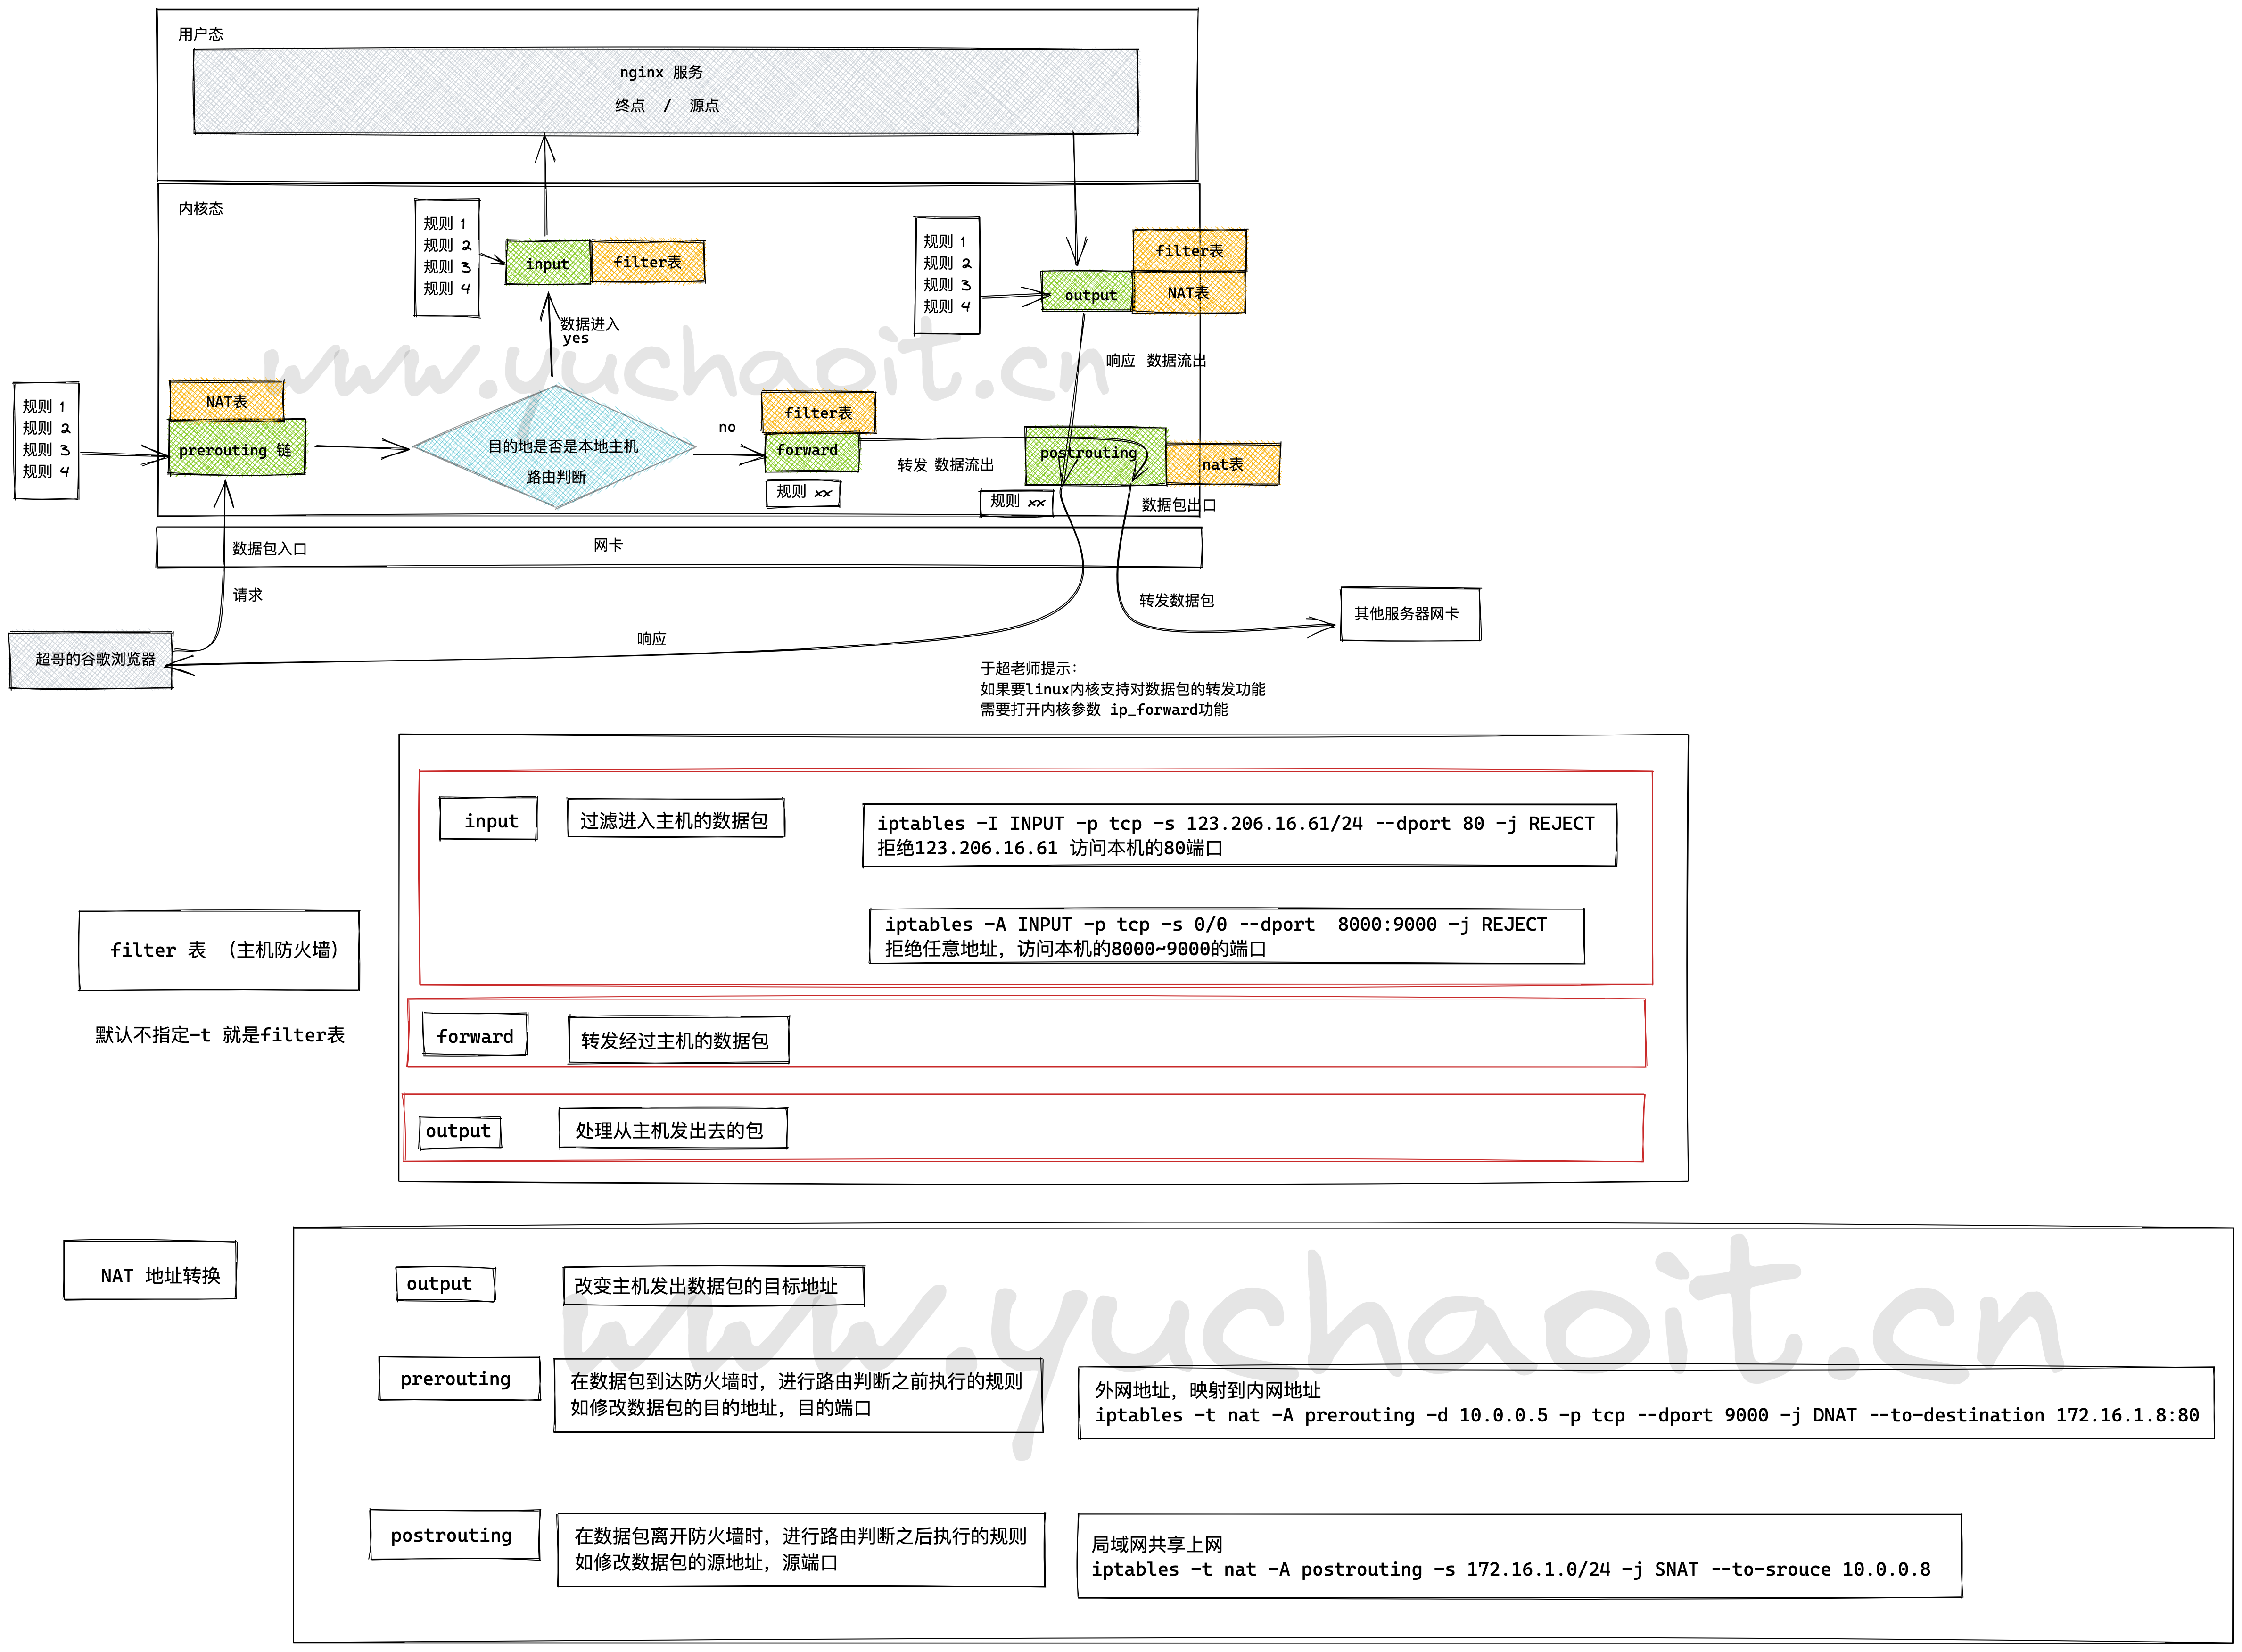 用户态
nginx 服务
终点 / 源点
内核态
规则 1
规则 2
规则 3
规则 4
input
filter表
规则 1
规则 2
规则 3
规则 4
filter表
output
NAT表
数据进入
yes
响应 数据流出
www.yuchaoit.cn
规则 1
规则 2
规则 3
规则 4
NAT表
prerouting 链
目的地是否是本地主机
路由判断
no
filter表
forward
规则 xx
转发 数据流出
postrouting
nat表
规则 xx
数据包出口
数据包入口
网卡
请求
转发数据包
其他服务器网卡
响应
超哥的谷歌浏览器
于超老师提示：
如果要linux内核支持对数据包的转发功能
需要打开内核参数 ip_forward功能
input
过滤进入主机的数据包
iptables -I INPUT -p tcp -s 123.206.16.61/24 --dport 80 -j REJECT
拒绝123.206.16.61 访问本机的80端口
iptables -A INPUT -p tcp -s 0/0 --dport 8000:9000 -j REJECT
拒绝任意地址，访问本机的8000~9000的端口
filter 表 （主机防火墙）
默认不指定-t 就是filter表
forward
转发经过主机的数据包
output
处理从主机发出去的包
NAT 地址转换
output
改变主机发出数据包的目标地址
www.yuchaoit.cn
prerouting
在数据包到达防火墙时，进行路由判断之前执行的规则
如修改数据包的目的地址，目的端口
外网地址，映射到内网地址
iptables -t nat -A prerouting -d 10.0.0.5 -p tcp --dport 9000 -j DNAT --to-destination 172.16.1.8:80
postrouting
在数据包离开防火墙时，进行路由判断之后执行的规则
如修改数据包的源地址，源端口
局域网共享上网
iptables -t nat -A postrouting -s 172.16.1.0/24 -j SNAT --to-srouce 10.0.0.8